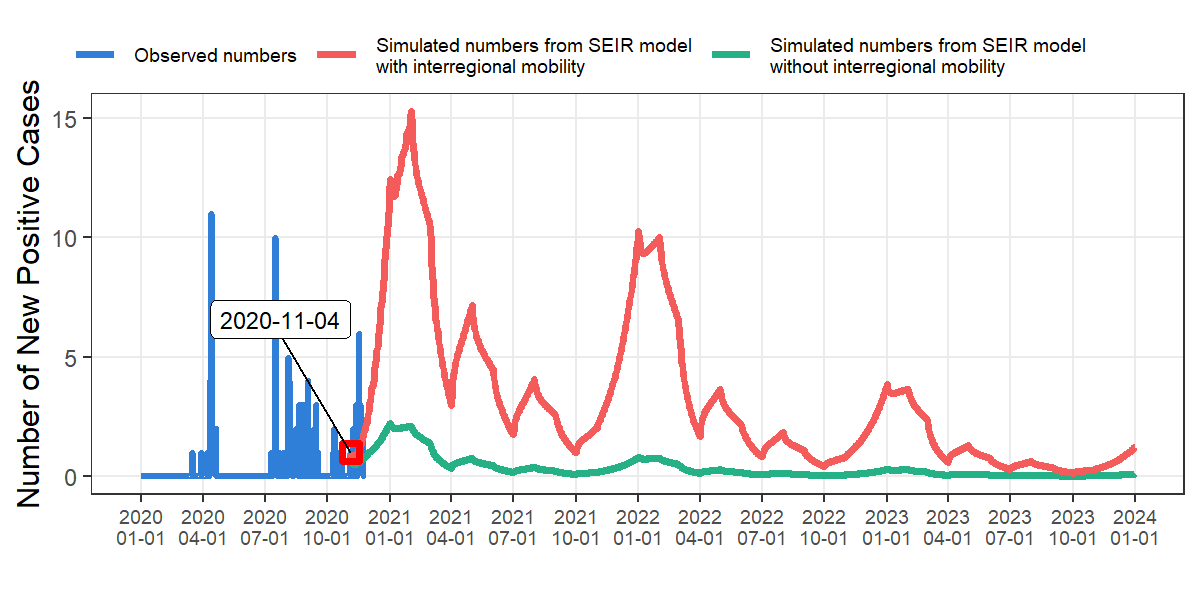 Observed numbers
Simulated numbers from SEIR model
with interregional mobility
Simulated numbers from SEIR model
without interregional mobility
Number of New Positive Cases
15
10
5
0
2020-11-04
2020 2020 2020 2020 2021 2021 2021 2021 2022 2022 2022 2022 2023 2023 2023 2023 2024
01-01 04-01 07-01 10-01 01-01 04-01 07-01 10-01 01-01 04-01 07-01 10-01 01-01 04-01 07-01 10-01 01-01